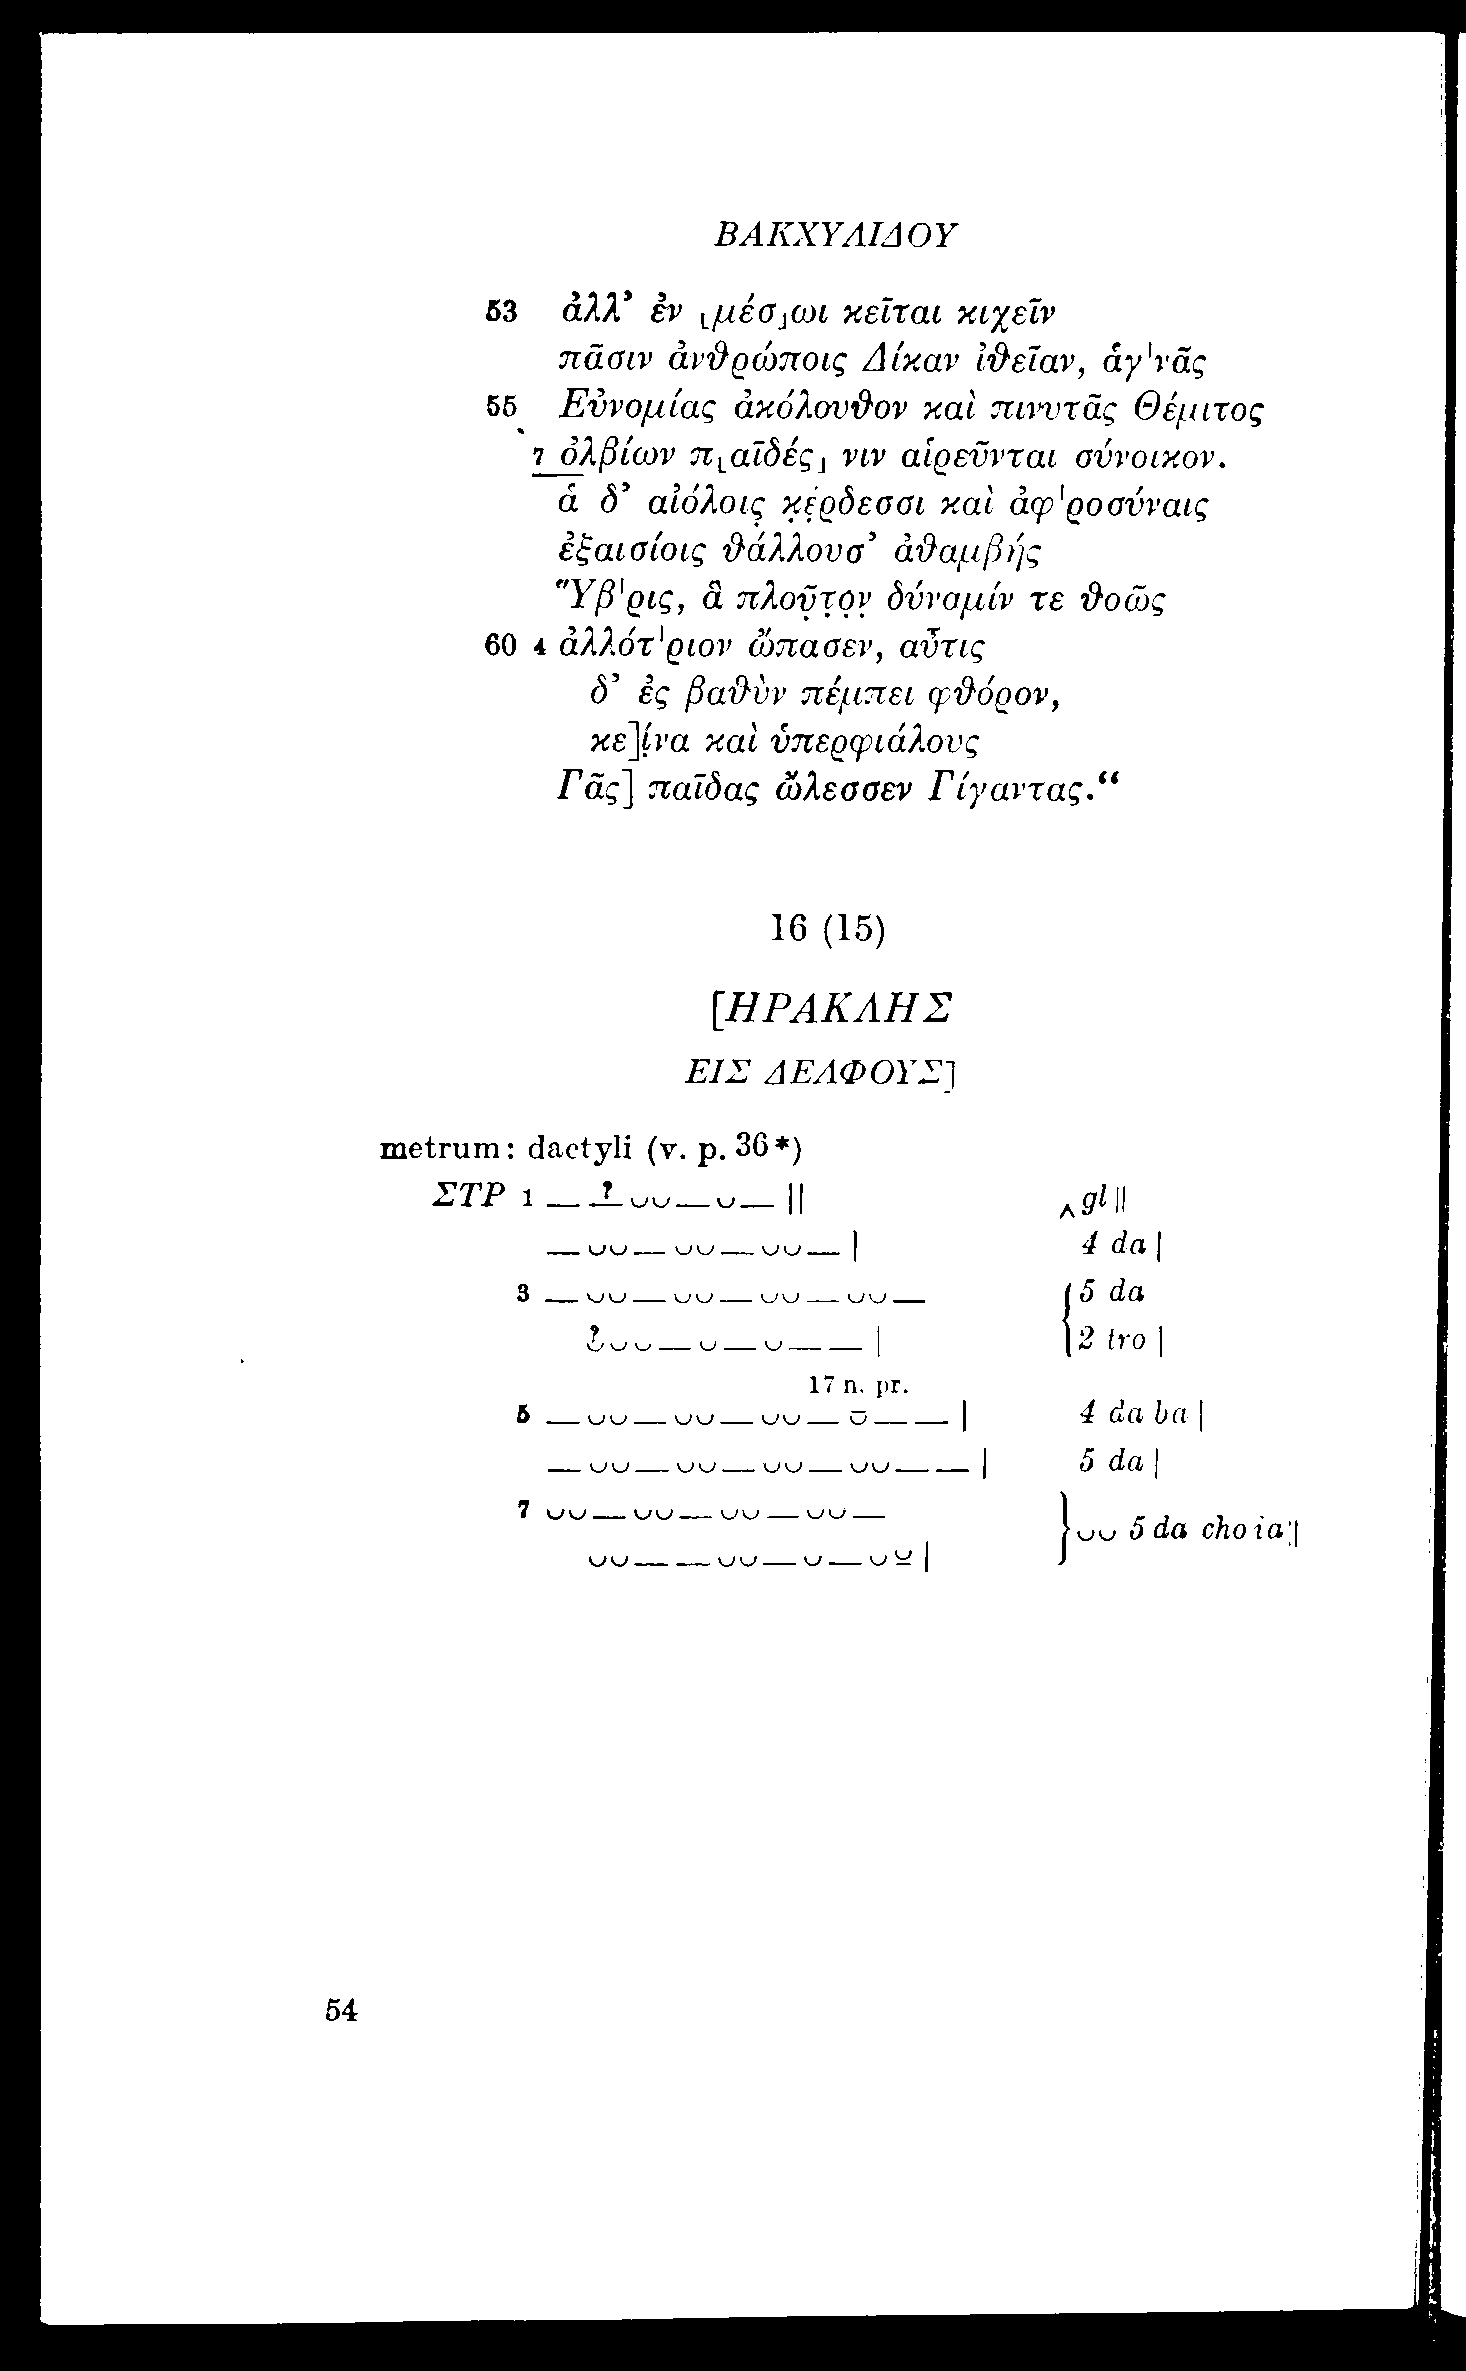 ΒΑΚΧΥΛΙΔΟΥ
53 ἀλλ’ ἐν ⌊μέσ⌋ωι κεῖται κιχεῖν
πᾶσιν ἀνθρώποις Δίκαν ἰθεῖαν, ἁγ'νᾶς
55 Εὐνομίας ἀκόλουθον καὶ πινυτᾶς Θέμιτος
7 ὀλβίων π⌊αῖδές⌋ νιν αἱρεῦνται σύνοικον.
ἁ δ’ αἰόλοις κ̣έ̣ρδεσσι καὶ ἀφ'ροσύναις
ἐξαισίοις θάλλουσ’ ἀθαμβὴς
Ὕβ'ρις, ἃ πλοῦτ̣ο̣ν̣ δύναμίν τε θοῶς
60 4 ἀλλότ'ριον ὤπασεν, αὖτις
δ’ ἐς βαθὺν πέμπει φθόρον,
κε]ί̣να καὶ ὑπερφιάλους
Γᾶς] παῖδας ὤλεσσεν Γίγαντας.“
16 (15)
[ΗΡΑΚΛΗΣ
ΕΙΣ ΔΕΛΦΟΥΣ]
metrum: dactyli (v. p. 36*)
ΣΤΡ 1 — —? ⏑⏑ — ⏑ — || ‸gl ||
— ⏑⏑ — ⏑⏑ — ⏑⏑ — | 4 da |
3 — ⏑⏑ — ⏑⏑ — ⏑⏑ — ⏑⏑ — 5 da
?⏑⏑⏑ — ⏑ — ⏑ — — | 2 tro |
17 n. pr.
5 — ⏑⏑ — ⏑⏑ — ⏑⏑ — ⏓ — — | 4 da ba |
— ⏑⏑ — ⏑⏑ — ⏑⏑ — ⏑⏑ — — | 5 da |
7 ⏑⏑ — ⏑⏑ — ⏑⏑ — ⏑⏑ —
⏑⏑ — — ⏑⏑ — ⏑ — ⏑ ⏓ | ⏑⏑ 5 da cho ia ||
54